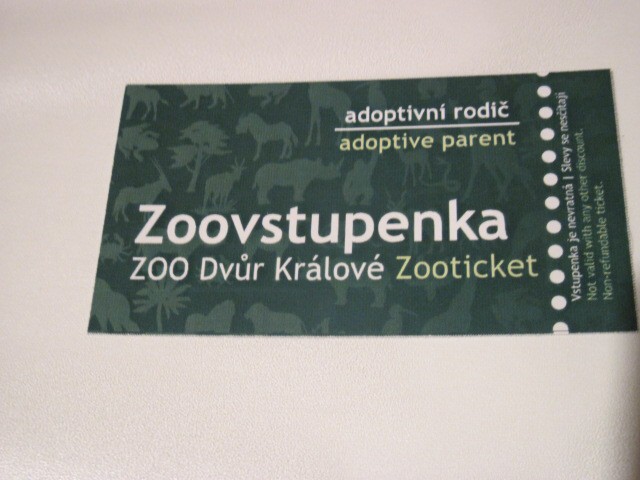 adoptivní rodič
adoptive parent
Zoovstupenka
ZOO Dvůr Králové Zooticket
Vstupenka je nevratná | Slevy se nesčítají
Not valid with any other discount.
Non-refundable ticket.